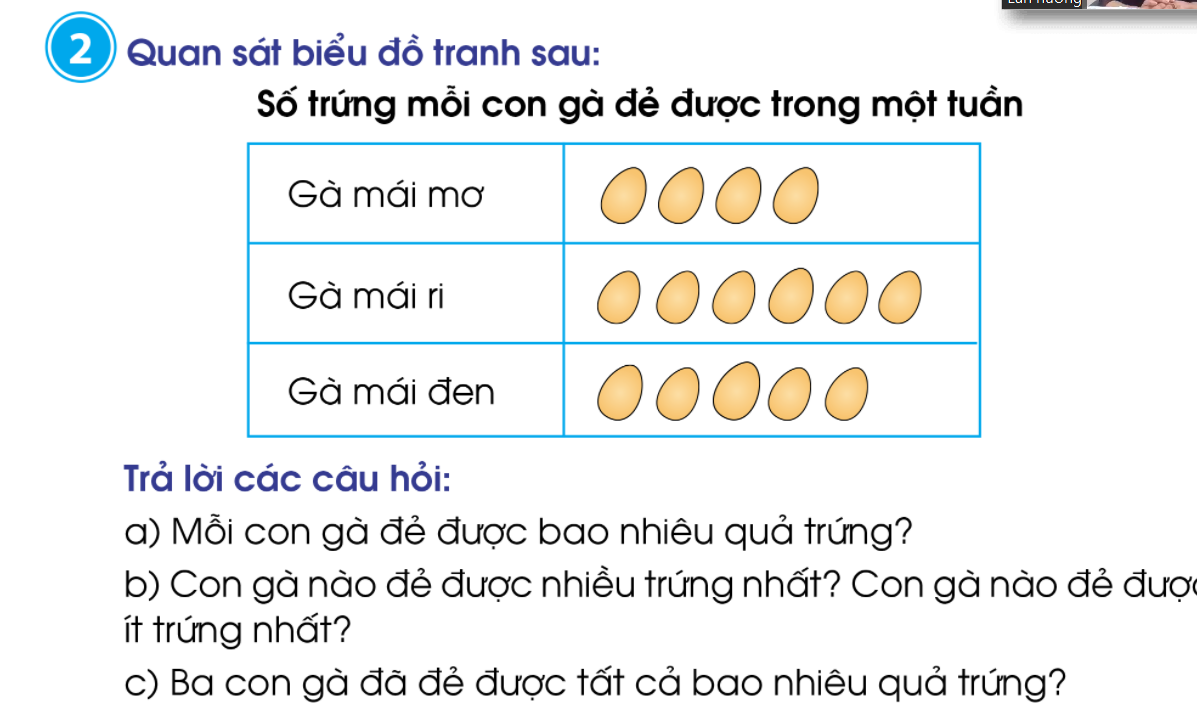 2 Quan sát biểu đồ tranh sau:
Số trứng mỗi con gà đẻ được trong một tuần
Gà mái mơ
Gà mái ri
Gà mái đen
Trả lời các câu hỏi:
a) Mỗi con gà đẻ được bao nhiêu quả trứng?
b) Con gà nào đẻ được nhiều trứng nhất? Con gà nào đẻ được
ít trứng nhất?
c) Ba con gà đã đẻ được tất cả bao nhiêu quả trứng?